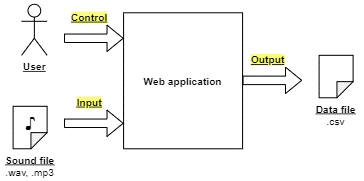 Control
User
Input
Sound file
.wav, .mp3
Web application
Output
Data file
.csv